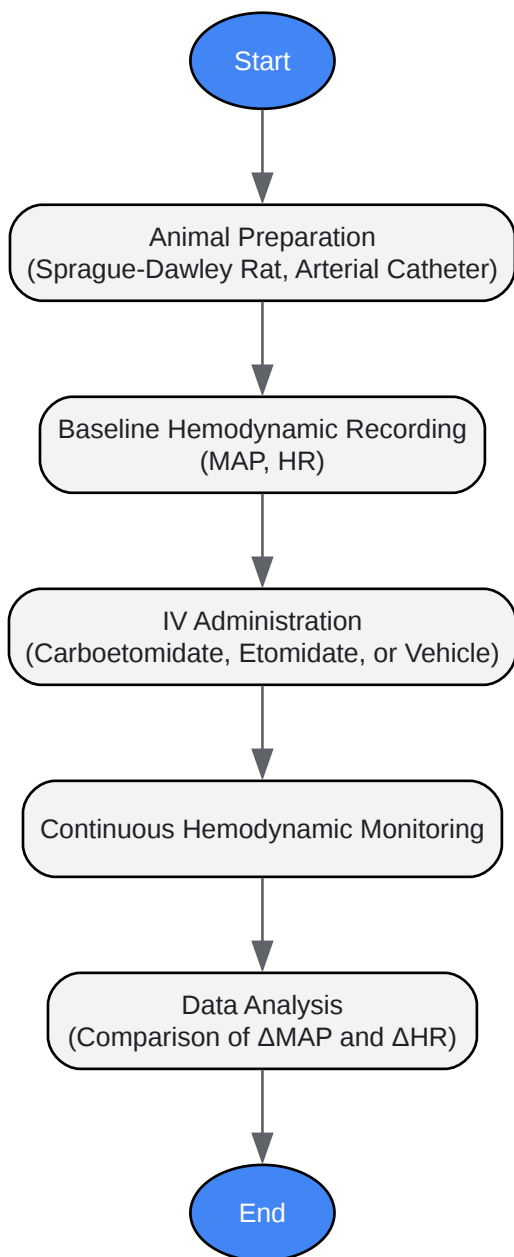 Start
Animal Preparation
(Sprague-Dawley Rat, Arterial Catheter)
Baseline Hemodynamic Recording
(MAP, HR)
IV Administration
(Carboetomidate, Etomidate, or Vehicle)
Continuous Hemodynamic Monitoring
Data Analysis
(Comparison of ΔMAP and ΔHR)
End